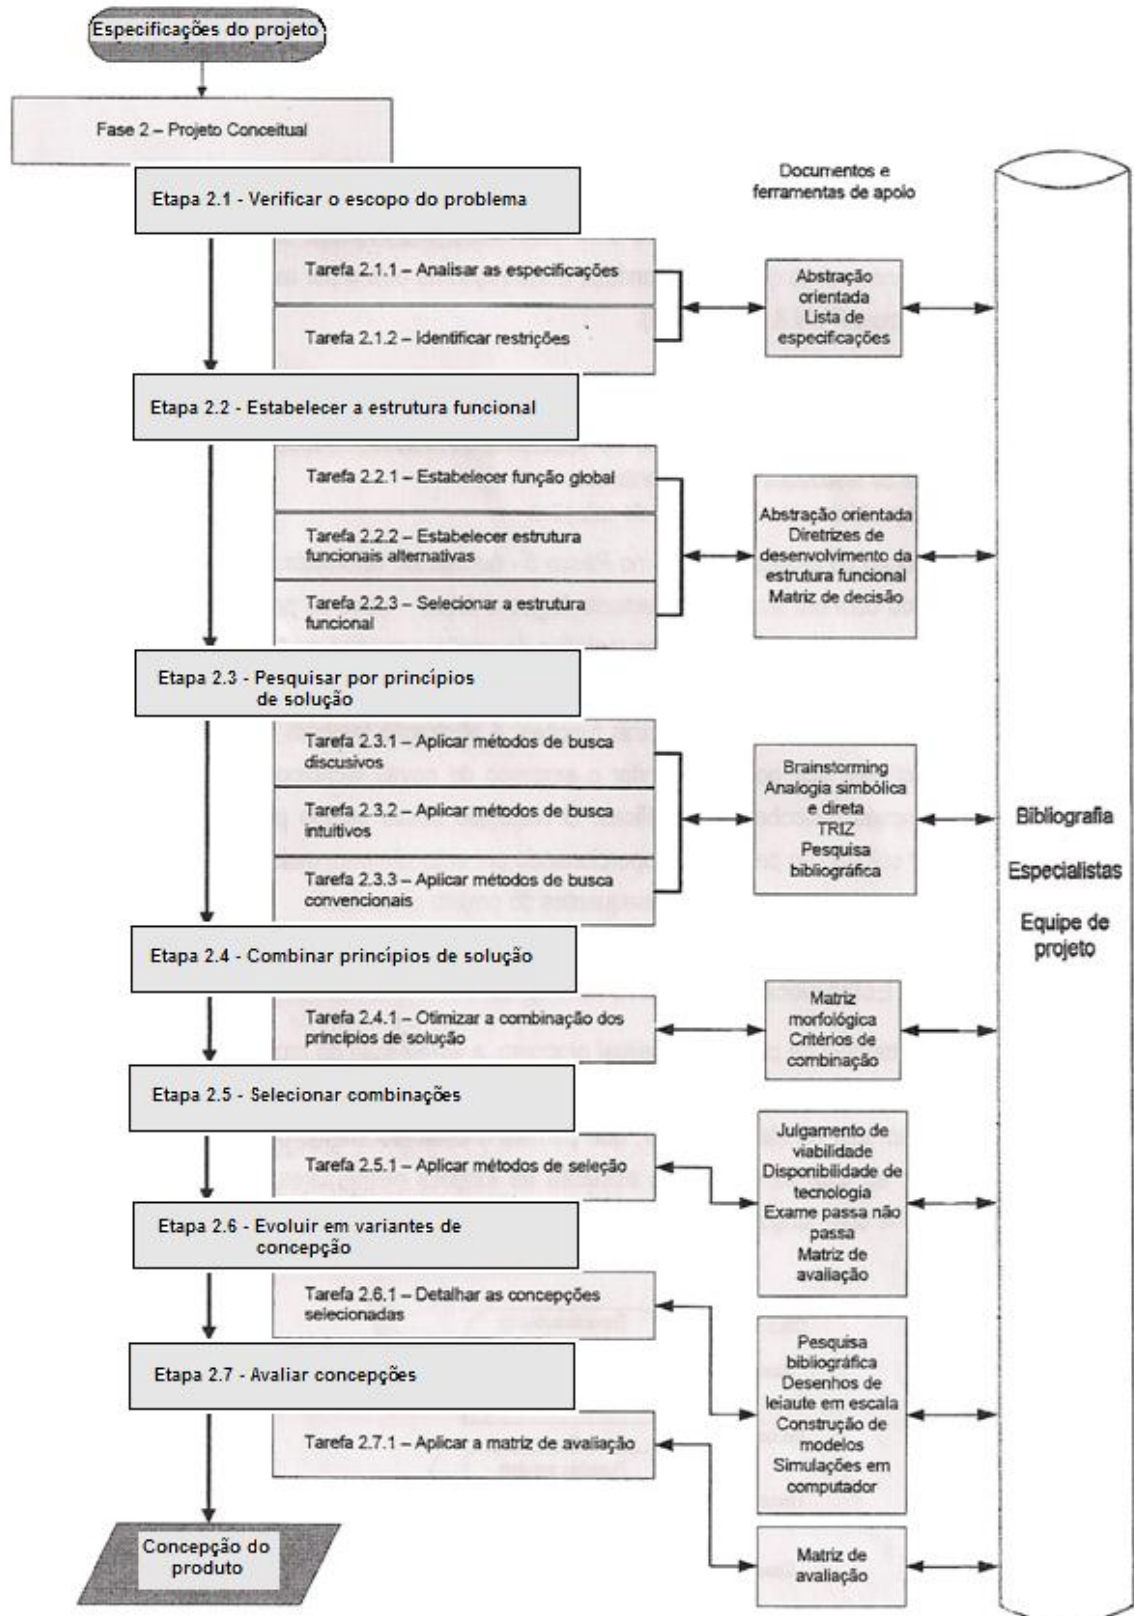 Especificações do projeto
Fase 2 – Projeto Conceitual
Etapa 2.1 - Verificar o escopo do problema
Documentos e
ferramentas de apoio
Tarefa 2.1.1 – Analisar as especificações
Tarefa 2.1.2 – Identificar restrições
Abstração
orientada
Lista de
especificações
Etapa 2.2 - Estabelecer a estrutura funcional
Tarefa 2.2.1 – Estabelecer função global
Tarefa 2.2.2 – Estabelecer estrutura
funcionais alternativas
Tarefa 2.2.3 – Selecionar a estrutura
funcional
Abstração orientada
Diretrizes de
desenvolvimento da
estrutura funcional
Matriz de decisão
Etapa 2.3 - Pesquisar por princípios
de solução
Tarefa 2.3.1 – Aplicar métodos de busca
discusivos
Tarefa 2.3.2 – Aplicar métodos de busca
intuitivos
Tarefa 2.3.3 – Aplicar métodos de busca
convencionais
Brainstorming
Analogia simbólica
e direta
TRIZ
Pesquisa
bibliográfica
Bibliografia
Especialistas
Equipe de
projeto
Etapa 2.4 - Combinar princípios de solução
Tarefa 2.4.1 – Otimizar a combinação dos
princípios de solução
Matriz
morfológica
Critérios de
combinação
Etapa 2.5 - Selecionar combinações
Tarefa 2.5.1 – Aplicar métodos de seleção
Julgamento de
viabilidade
Disponibilidade de
tecnologia
Exame passa não
passa
Matriz de
avaliação
Etapa 2.6 - Evoluir em variantes de
concepção
Tarefa 2.6.1 – Detalhar as concepções
selecionadas
Pesquisa
bibliográfica
Desenhos de
leiaute em escala
Construção de
modelos
Simulações em
computador
Etapa 2.7 - Avaliar concepções
Tarefa 2.7.1 – Aplicar a matriz de avaliação
Matriz de
avaliação
Concepção do
produto